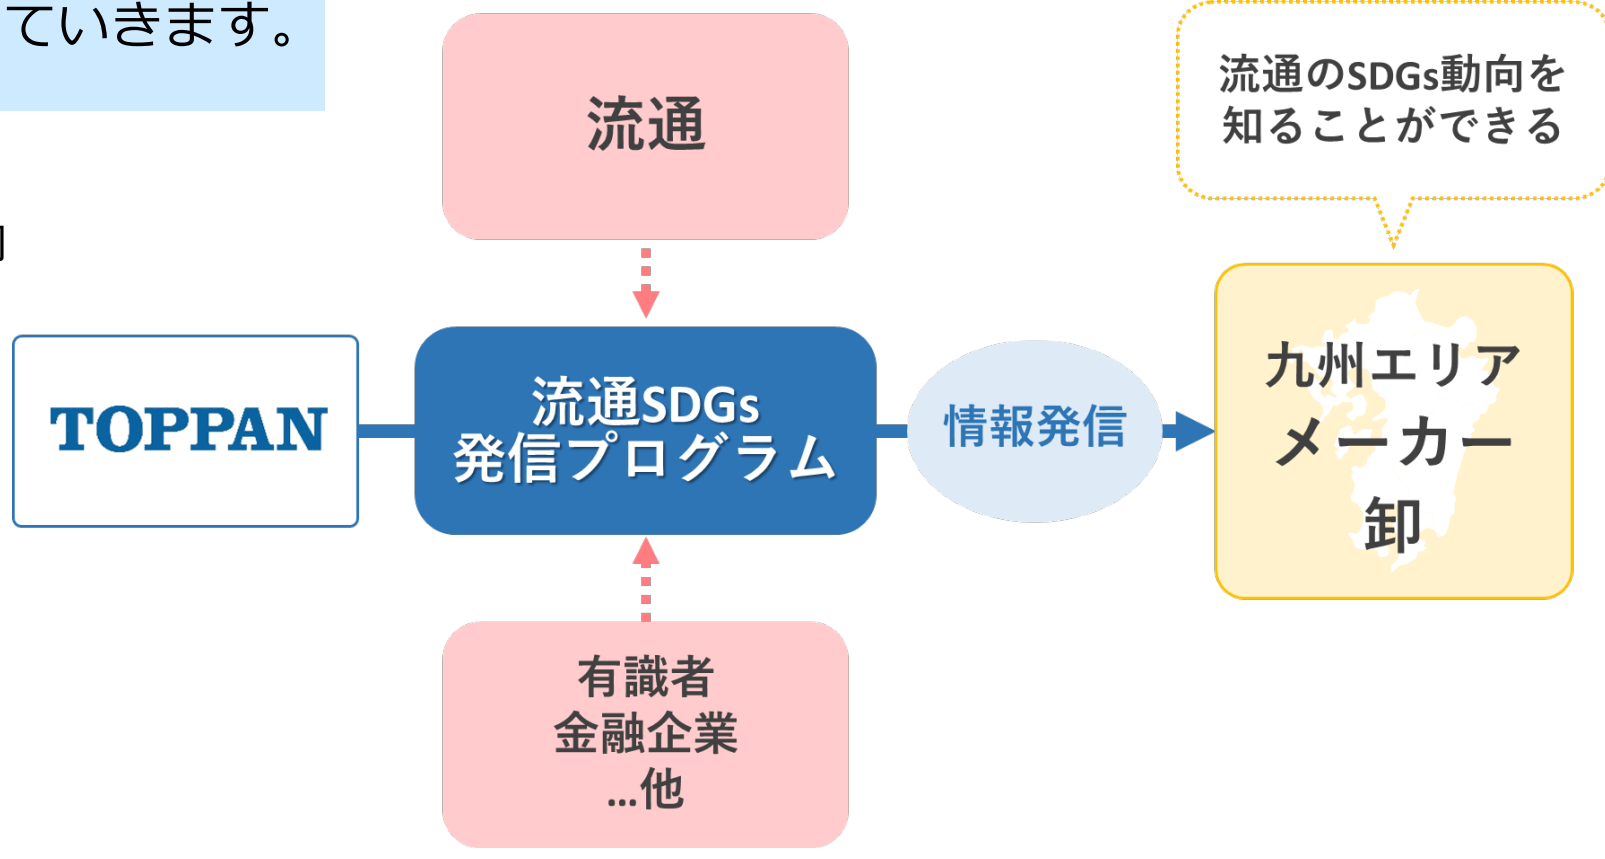 ていきます。
流通
流通のSDGs動向を
知ることができる
TOPPAN
流通SDGs
発信プログラム
情報発信
九州エリア
メーカー
卸
有識者
金融企業
…他